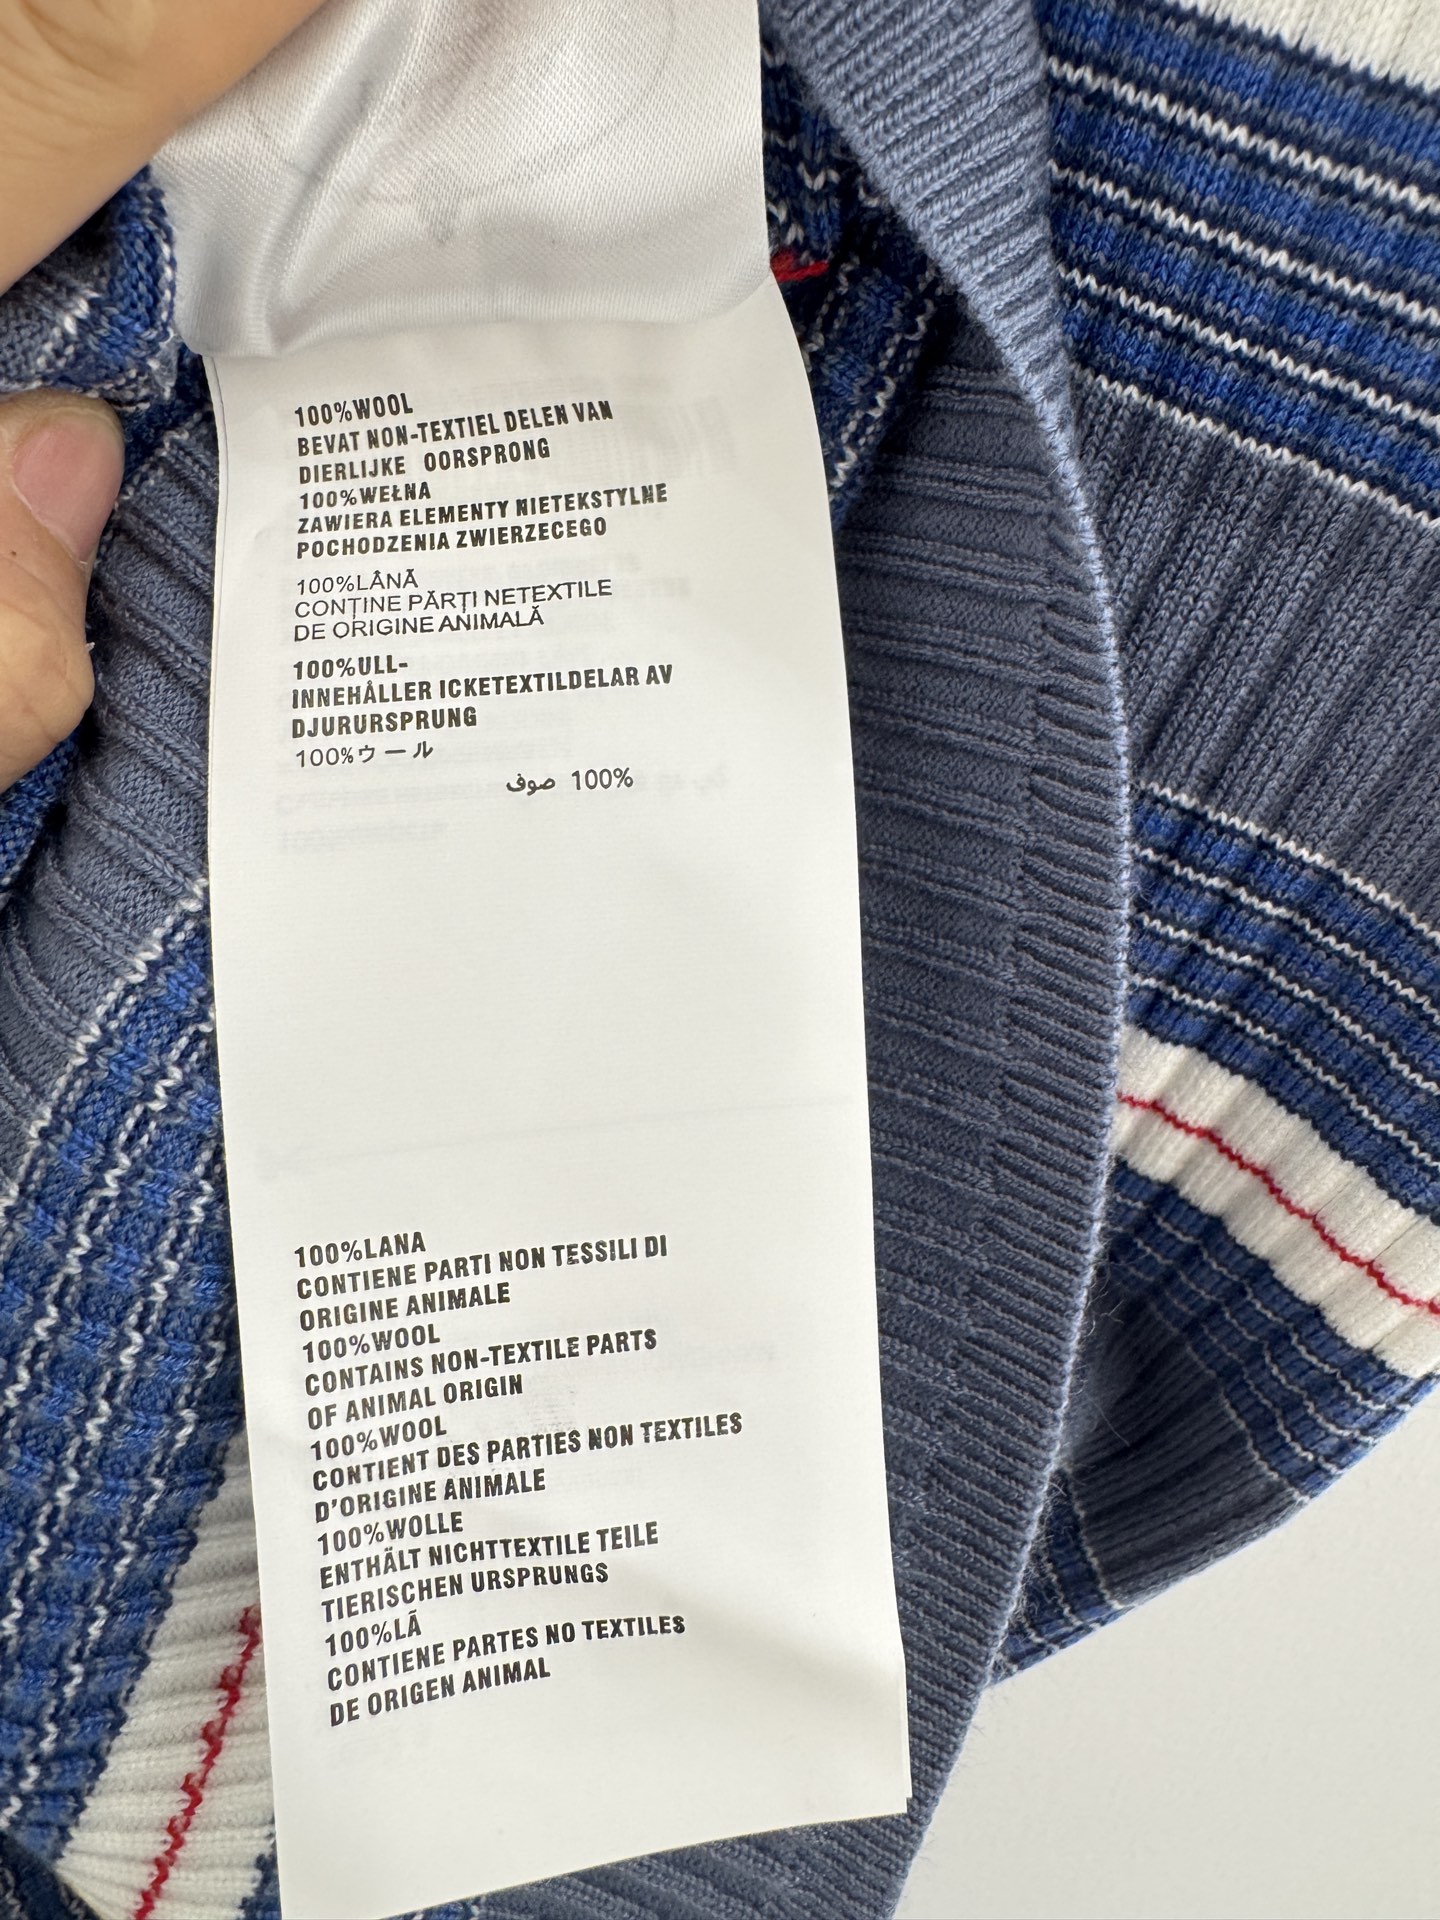 100%WOOL
BEVAT NON-TEXTIEL DELEN VAN
DIERLIJKE OORSPRONG
100%WEŁNA
ZAWIERA ELEMENTY NIETEKSTYLNE
POCHODZENIA ZWIERZECEGO
100%LÂNĂ
CONȚINE PĂRȚI NETEXTILE
DE ORIGINE ANIMALĂ
100%ULL-
INNEHÅLLER ICKETEXTILDELAR AV
DJURURSPRUNG
100%ウール
100% صوف
100%LANA
CONTIENE PARTI NON TESSILI DI
ORIGINE ANIMALE
100%WOOL
CONTAINS NON-TEXTILE PARTS
OF ANIMAL ORIGIN
100%WOOL
CONTIENT DES PARTIES NON TEXTILES
D'ORIGINE ANIMALE
100%WOLLE
ENTHÄLT NICHTTEXTILE TEILE
TIERISCHEN URSPRUNGS
100%LÃ
CONTIENE PARTES NO TEXTILES
DE ORIGEN ANIMAL